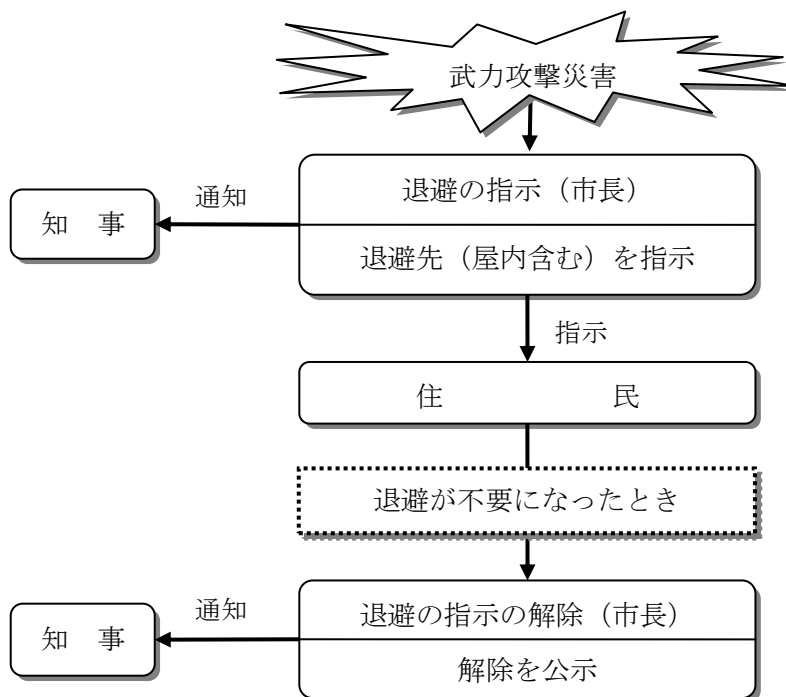 武力攻撃災害
退避の指示（市長）
通知
知　事
退避先（屋内含む）を指示
指示
住　　　　　民
退避が不要になったとき
退避の指示の解除（市長）
通知
知　事
解除を公示